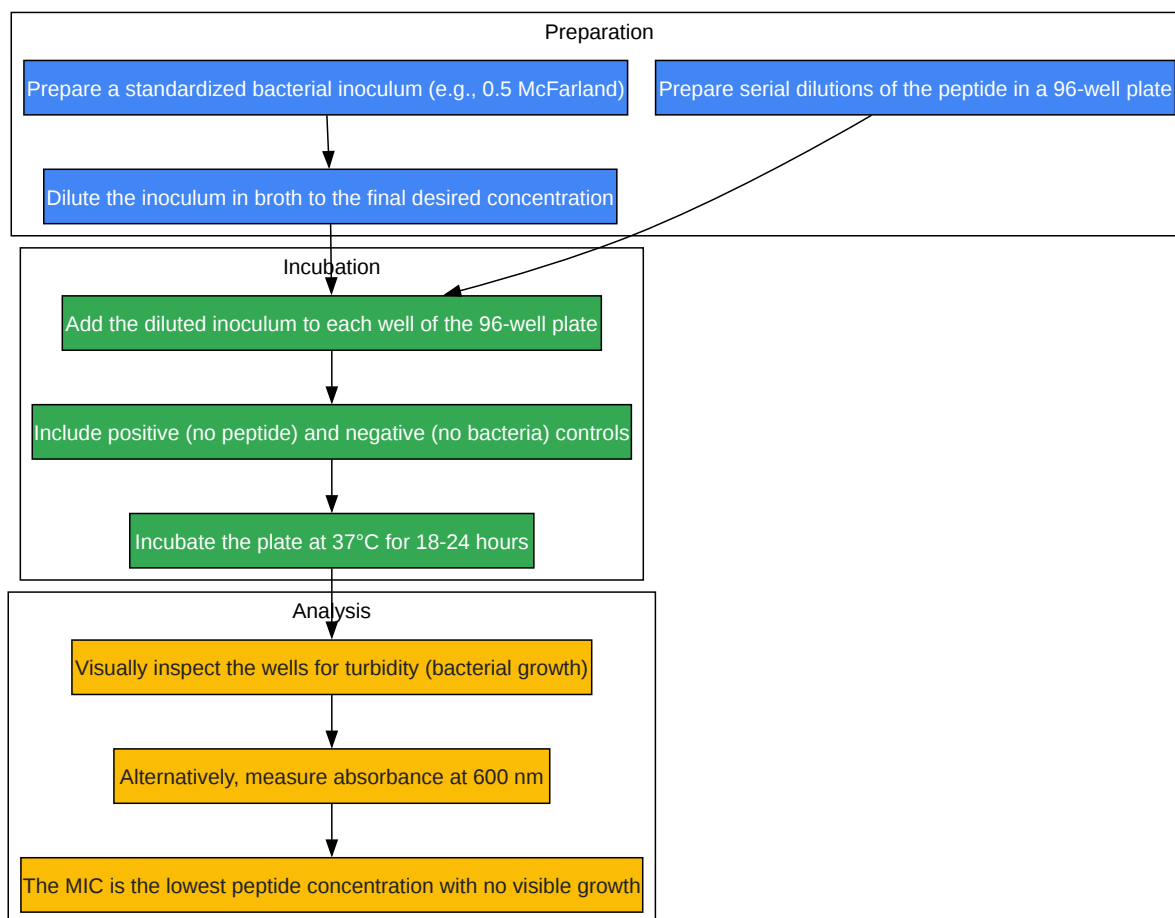 Preparation
Prepare a standardized bacterial inoculum (e.g., 0.5 McFarland)
Prepare serial dilutions of the peptide in a 96-well plate
Dilute the inoculum in broth to the final desired concentration
Incubation
Add the diluted inoculum to each well of the 96-well plate
Include positive (no peptide) and negative (no bacteria) controls
Incubate the plate at 37°C for 18-24 hours
Analysis
Visually inspect the wells for turbidity (bacterial growth)
Alternatively, measure absorbance at 600 nm
The MIC is the lowest peptide concentration with no visible growth